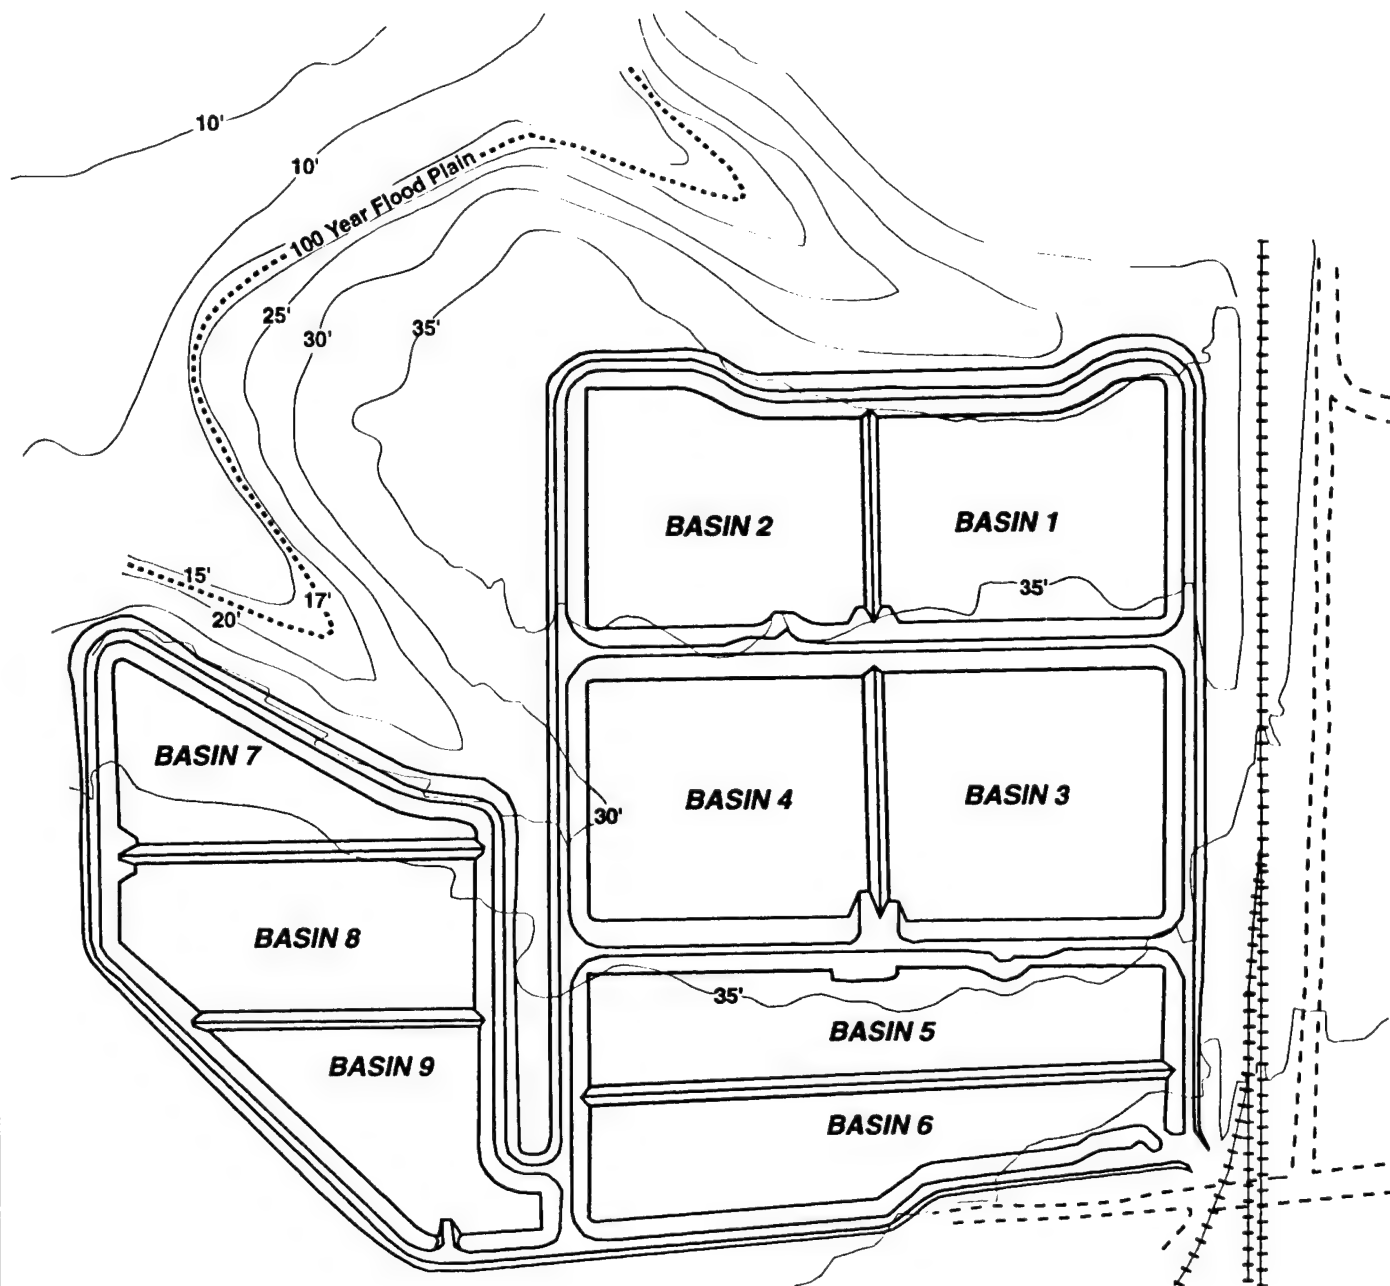 10'
10'
100 Year Flood Plain
25'
30'
35'
BASIN 2
BASIN 1
15'
17'
20'
35'
BASIN 7
BASIN 4
BASIN 3
30'
BASIN 8
35'
BASIN 5
BASIN 9
BASIN 6